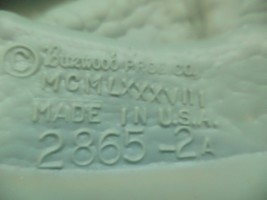 © Burwood PROD. CO.
MCMLXXXVIII
MADE IN U.S.A.
2865-2A